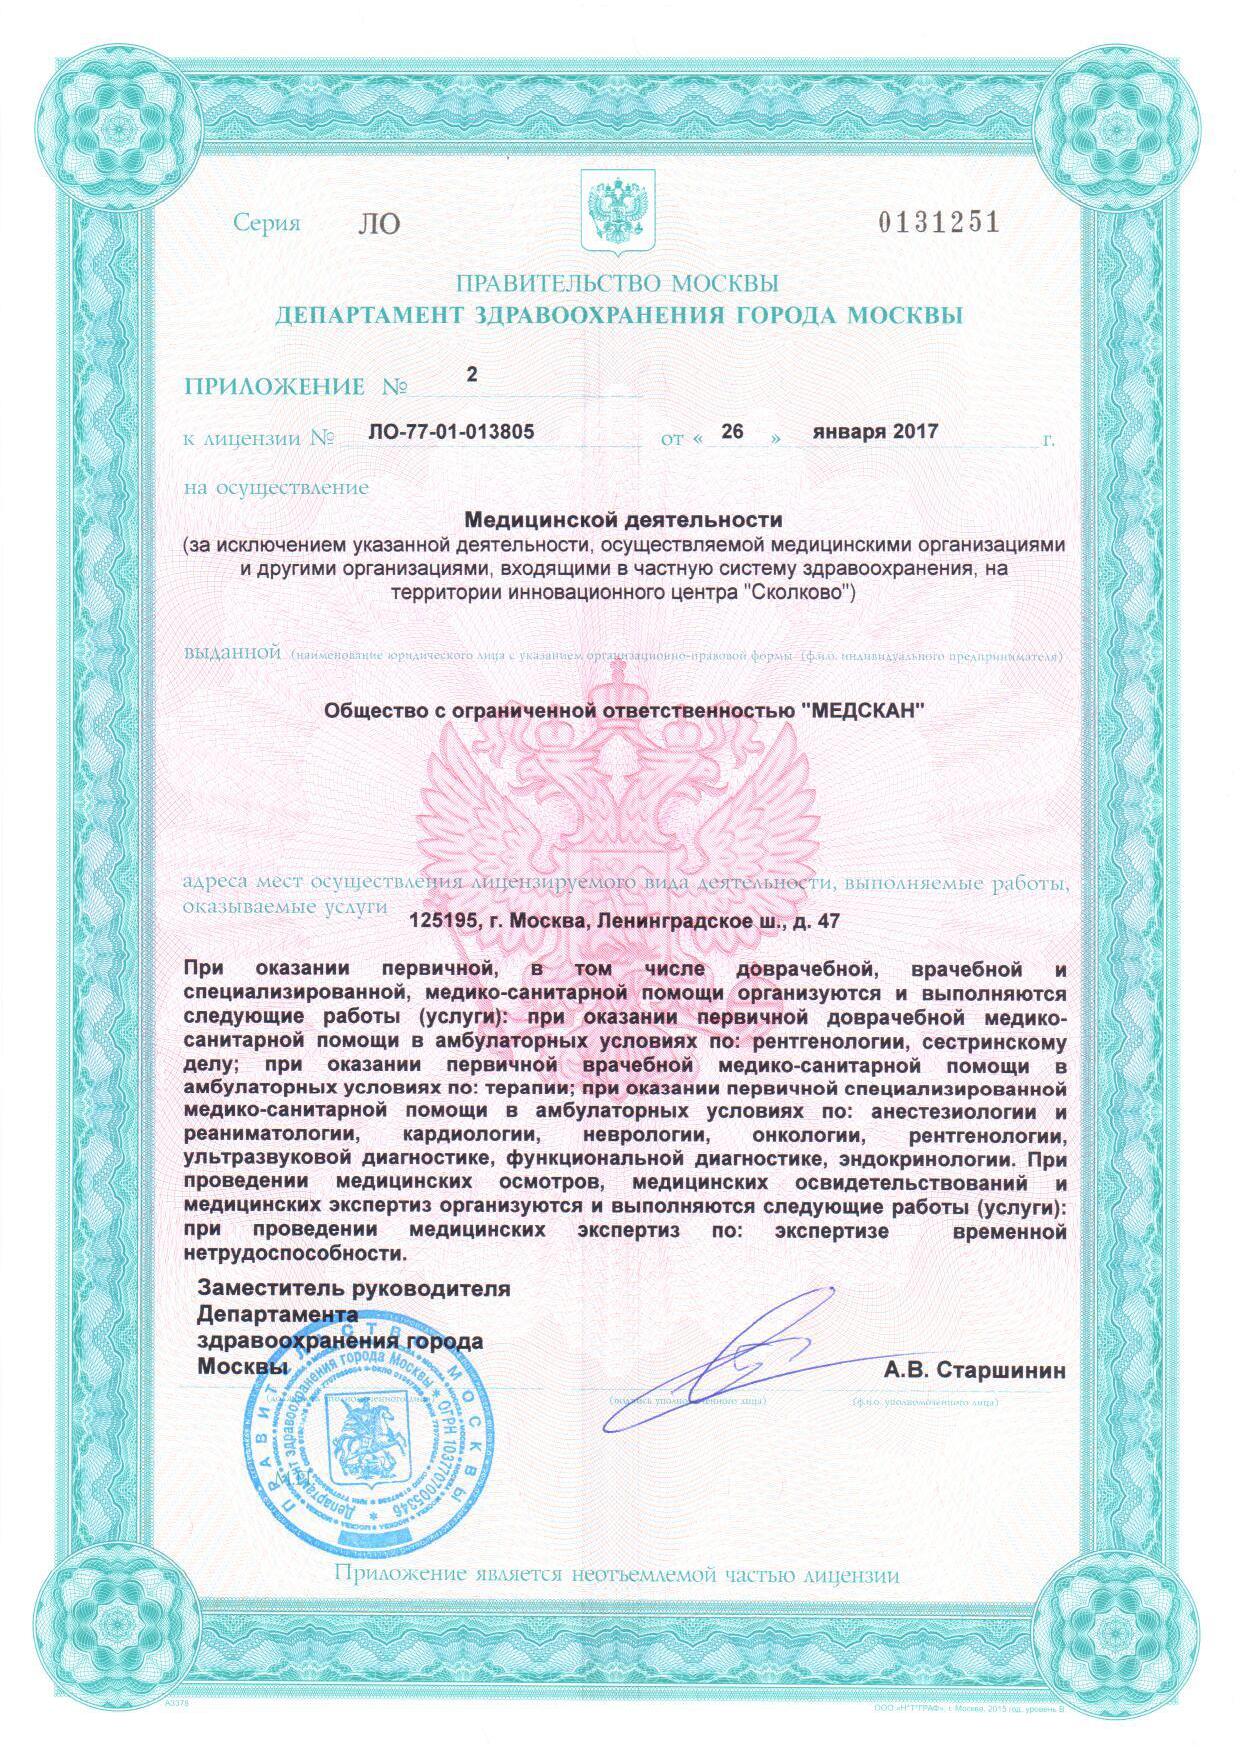 Серия ЛО 0131251
ПРАВИТЕЛЬСТВО МОСКВЫ
ДЕПАРТАМЕНТ ЗДРАВООХРАНЕНИЯ ГОРОДА МОСКВЫ
ПРИЛОЖЕНИЕ № 2
к лицензии № ЛО-77-01-013805 от « 26 » января 2017 г.
на осуществление
Медицинской деятельности
(за исключением указанной деятельности, осуществляемой медицинскими организациями
и другими организациями, входящими в частную систему здравоохранения, на
территории инновационного центра "Сколково")
выданной (наименование юридического лица с указанием организационно-правовой формы (ф.и.о. индивидуального предпринимателя)
Общество с ограниченной ответственностью "МЕДСКАН"
адреса мест осуществления лицензируемого вида деятельности, выполняемые работы,
оказываемые услуги
125195, г. Москва, Ленинградское ш., д. 47
При оказании первичной, в том числе доврачебной, врачебной и
специализированной, медико-санитарной помощи организуются и выполняются
следующие работы (услуги): при оказании первичной доврачебной медико-
санитарной помощи в амбулаторных условиях по: рентгенологии, сестринскому
делу; при оказании первичной врачебной медико-санитарной помощи в
амбулаторных условиях по: терапии; при оказании первичной специализированной
медико-санитарной помощи в амбулаторных условиях по: анестезиологии и
реаниматологии, кардиологии, неврологии, онкологии, рентгенологии,
ультразвуковой диагностике, функциональной диагностике, эндокринологии. При
проведении медицинских осмотров, медицинских освидетельствований и
медицинских экспертиз организуются и выполняются следующие работы (услуги):
при проведении медицинских экспертиз по: экспертизе временной
нетрудоспособности.
Заместитель руководителя
Департамента
здравоохранения города
Москвы
А.В. Старшинин
(подпись уполномоченного лица) (ф.и.о. уполномоченного лица)
ПРАВИТЕЛЬСТВО МОСКВЫ
Департамент здравоохранения города Москвы * ОГРН 1037707005346 *
Приложение является неотъемлемой частью лицензии
А3378
ООО «Н*Т*ГРАФ», г. Москва, 2015 год, уровень В